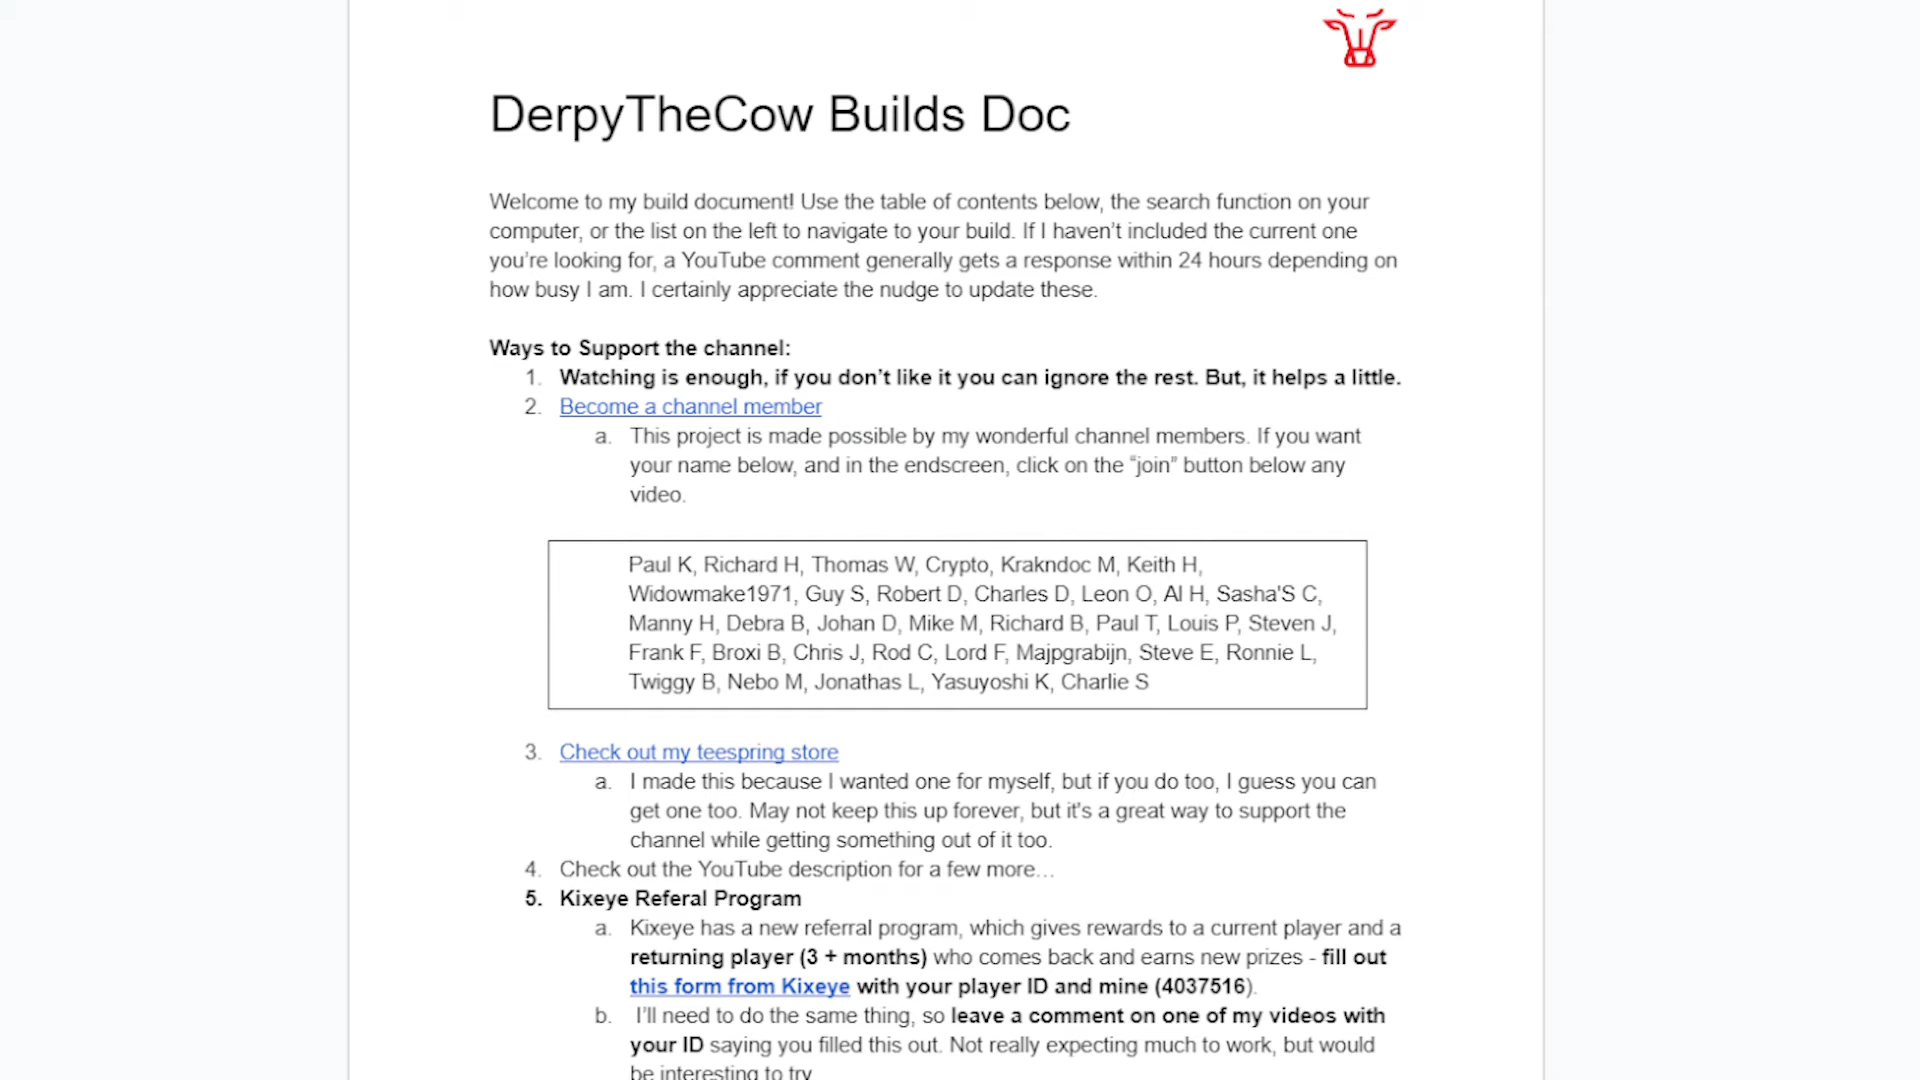 DerpyTheCow Builds Doc
Welcome to my build document! Use the table of contents below, the search function on your
computer, or the list on the left to navigate to your build. If I haven't included the current one
you're looking for, a YouTube comment generally gets a response within 24 hours depending on
how busy I am. I certainly appreciate the nudge to update these.
Ways to Support the channel:
1. Watching is enough, if you don't like it you can ignore the rest. But, it helps a little.
2. Become a channel member
a. This project is made possible by my wonderful channel members. If you want
your name below, and in the endscreen, click on the "join" button below any
video.
Paul K, Richard H, Thomas W, Crypto, Krakndoc M, Keith H,
Widowmake1971, Guy S, Robert D, Charles D, Leon O, Al H, Sasha'S C,
Manny H, Debra B, Johan D, Mike M, Richard B, Paul T, Louis P, Steven J,
Frank F, Broxi B, Chris J, Rod C, Lord F, Majpgrabijn, Steve E, Ronnie L,
Twiggy B, Nebo M, Jonathas L, Yasuyoshi K, Charlie S
3. Check out my teespring store
a. I made this because I wanted one for myself, but if you do too, I guess you can
get one too. May not keep this up forever, but it's a great way to support the
channel while getting something out of it too.
4. Check out the YouTube description for a few more…
5. Kixeye Referal Program
a. Kixeye has a new referral program, which gives rewards to a current player and a
returning player (3 + months) who comes back and earns new prizes - fill out
this form from Kixeye with your player ID and mine (4037516).
b. I'll need to do the same thing, so leave a comment on one of my videos with
your ID saying you filled this out. Not really expecting much to work, but would
be interesting to try